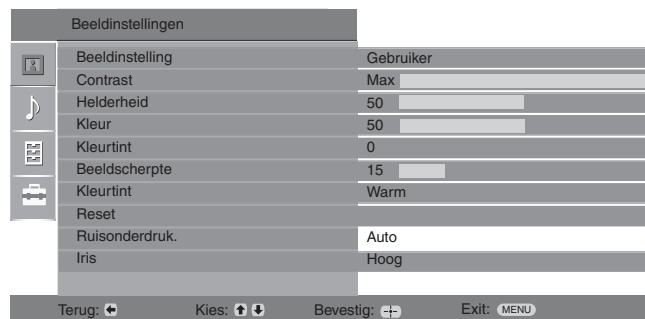 Beeldinstellingen
Beeldinstelling Gebruiker
Contrast Max
Helderheid 50
Kleur 50
Kleurtint 0
Beeldscherpte 15
Kleurtint Warm
Reset
Ruisonderdruk. Auto
Iris Hoog
Terug: Kies: Bevestig: Exit: MENU